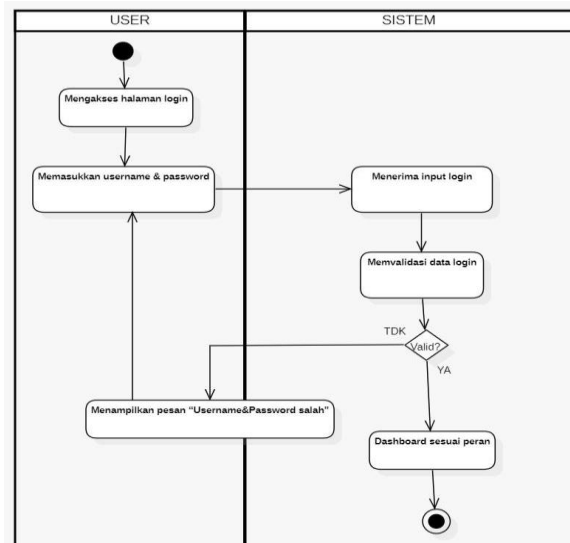 USER
SISTEM
Mengakses halaman login
Memasukkan username & password
Menerima input login
Memvalidasi data login
TDK
Valid?
YA
Menampilkan pesan “Username&Password salah”
Dashboard sesuai peran